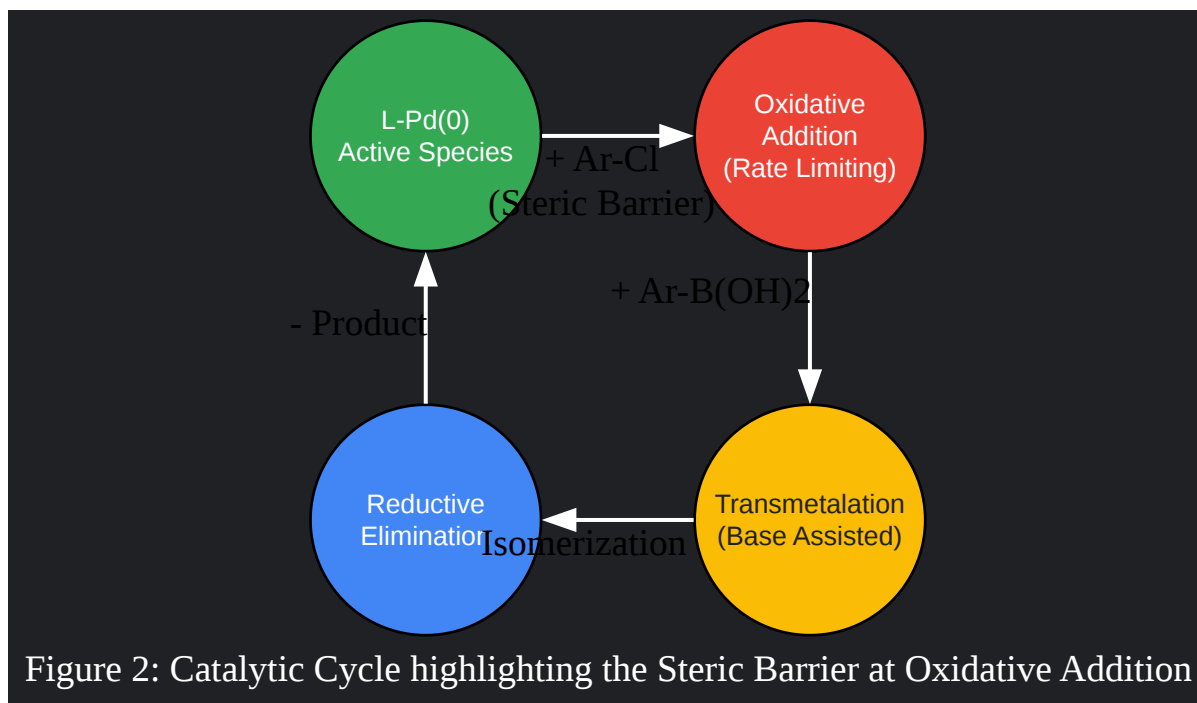 L-Pd(0)
Active Species
+ Ar-Cl
(Steric Barrier)
Oxidative
Addition
(Rate Limiting)
+ Ar-B(OH)2
- Product
Reductive
Elimination
Isomerization
Transmetalation
(Base Assisted)
Figure 2: Catalytic Cycle highlighting the Steric Barrier at Oxidative Addition